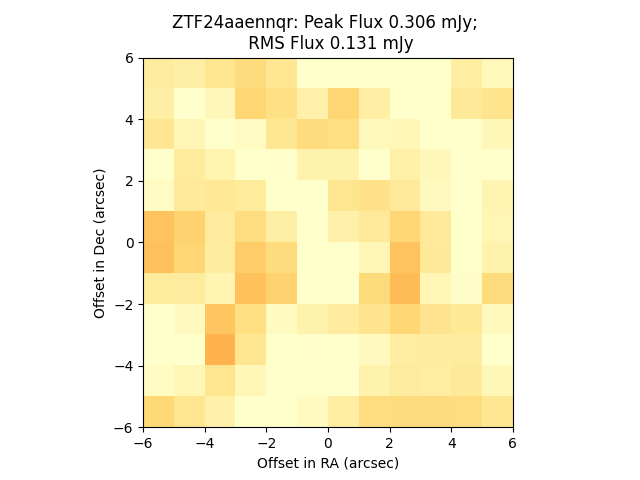 ZTF24aaennqr: Peak Flux 0.306 mJy;
RMS Flux 0.131 mJy
6
4
2
0
−2
−4
−6
Offset in Dec (arcsec)
−6 −4 −2 0 2 4 6
Offset in RA (arcsec)